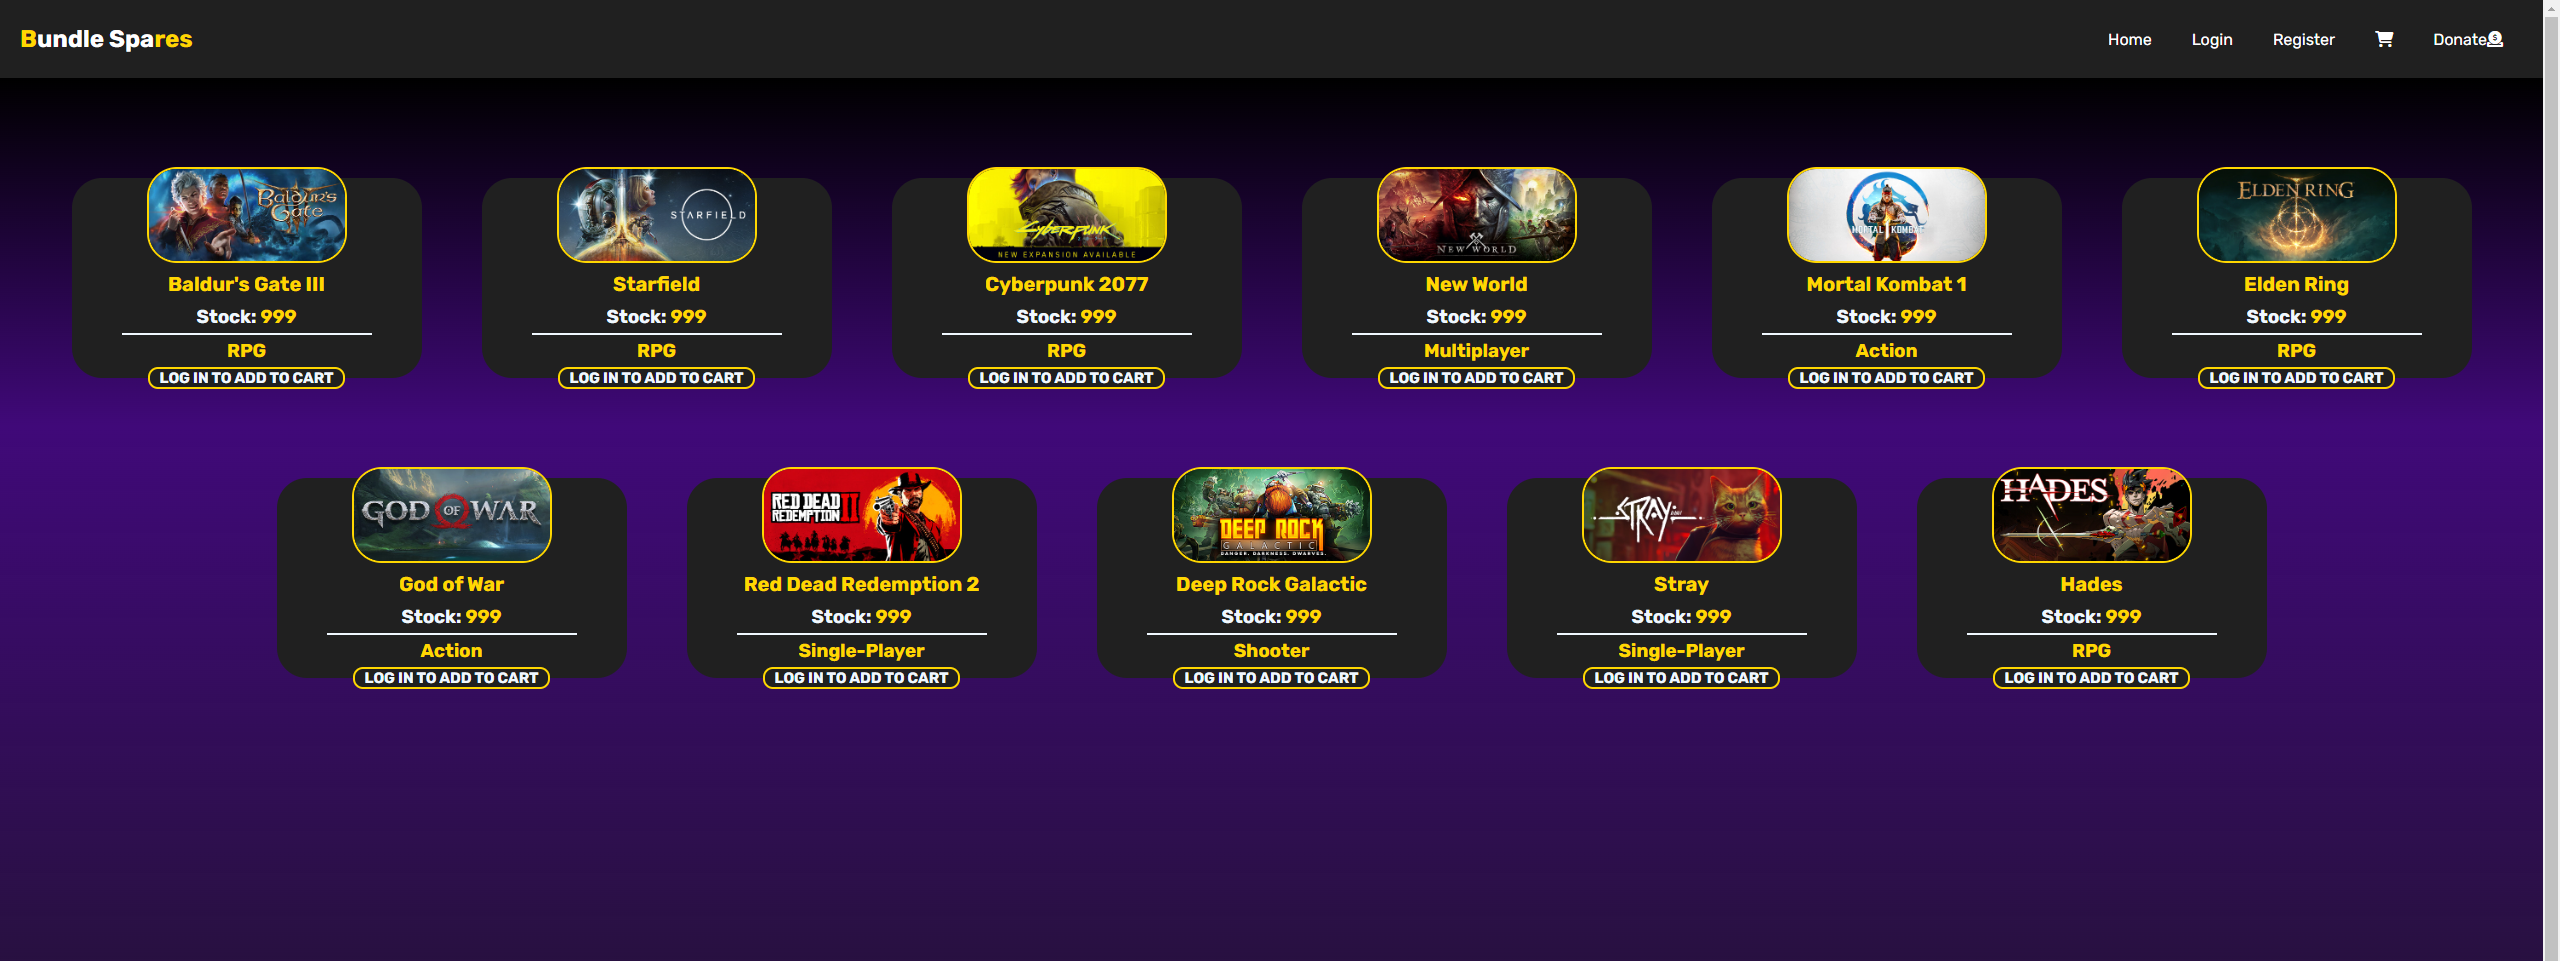 Bundle Spares
Home Login Register Donate
BALDUR'S GATE
STARFIELD
CYBERPUNK
NEW EXPANSION AVAILABLE
NEW WORLD
MORTAL KOMBAT
ELDEN RING
Baldur's Gate III Starfield Cyberpunk 2077 New World Mortal Kombat 1 Elden Ring
Stock: 999 Stock: 999 Stock: 999 Stock: 999 Stock: 999 Stock: 999
RPG RPG RPG Multiplayer Action RPG
LOG IN TO ADD TO CART LOG IN TO ADD TO CART LOG IN TO ADD TO CART LOG IN TO ADD TO CART LOG IN TO ADD TO CART LOG IN TO ADD TO CART
GOD OF WAR
RED DEAD
REDEMPTION II
DEEP ROCK
GALACTIC
DANGER. DARKNESS. DWARVES.
STRAY
HADES
God of War Red Dead Redemption 2 Deep Rock Galactic Stray Hades
Stock: 999 Stock: 999 Stock: 999 Stock: 999 Stock: 999
Action Single-Player Shooter Single-Player RPG
LOG IN TO ADD TO CART LOG IN TO ADD TO CART LOG IN TO ADD TO CART LOG IN TO ADD TO CART LOG IN TO ADD TO CART